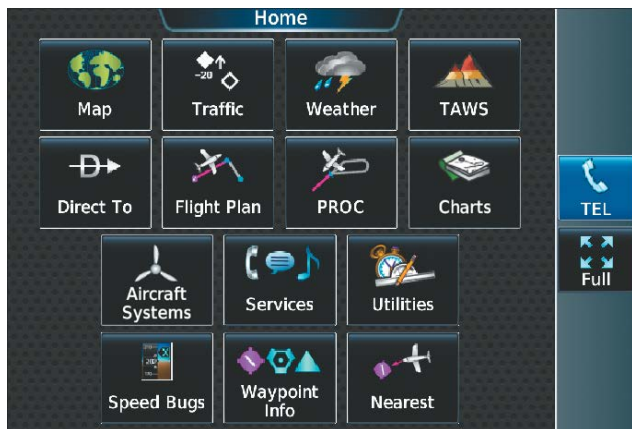 Home
-20
Map
Traffic
Weather
TAWS
Direct To
Flight Plan
PROC
Charts
TEL
Full
Aircraft
Systems
Services
Utilities
Speed Bugs
Waypoint
Info
Nearest